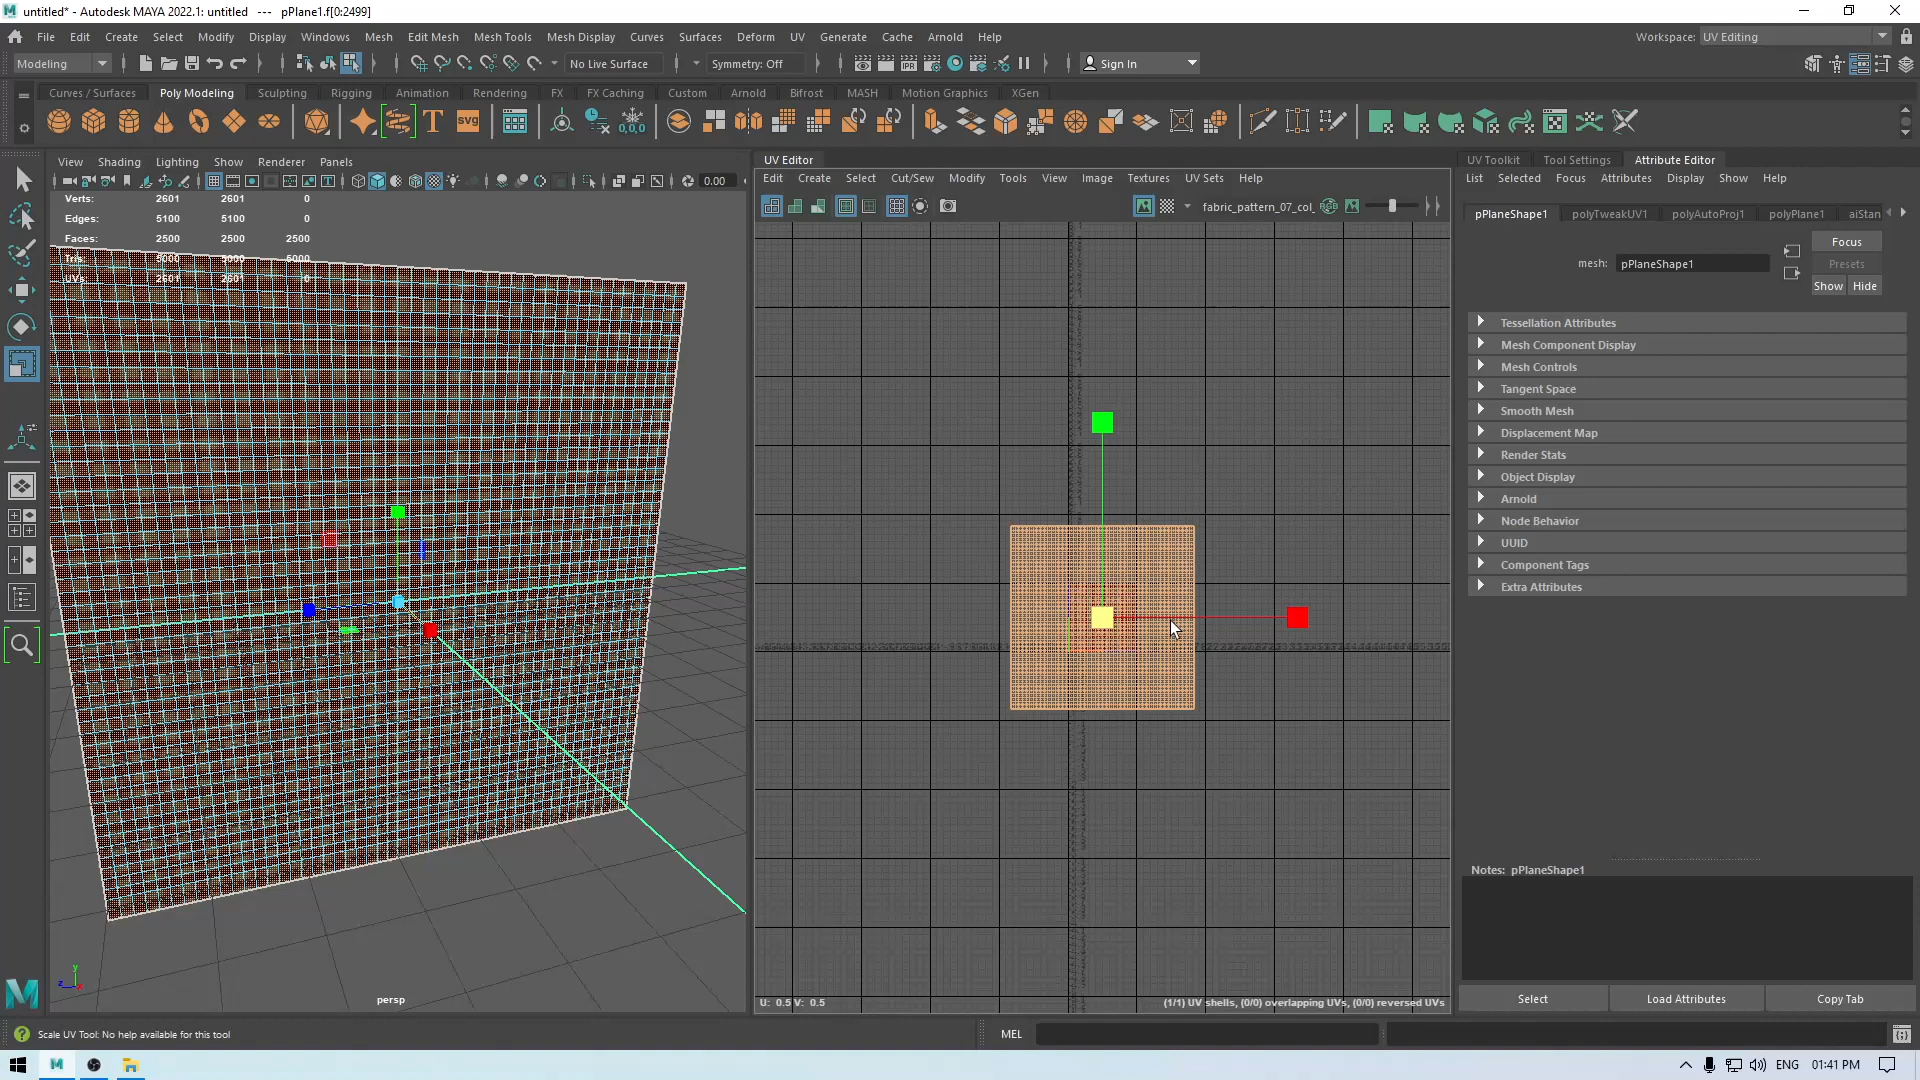 untitled* - Autodesk MAYA 2022.1: untitled --- pPlane1.f[0:2499]
File Edit Create Select Modify Display Windows Mesh Edit Mesh Mesh Tools Mesh Display Curves Surfaces Deform UV Generate Cache Arnold Help
Workspace: UV Editing
Modeling
No Live Surface
Symmetry: Off
Sign In
Curves / Surfaces Poly Modeling Sculpting Rigging Animation Rendering FX FX Caching Custom Arnold Bifrost MASH Motion Graphics XGen
IPR
T
svg
0,0,0
View Shading Lighting Show Renderer Panels
0.00
Verts: 2601 2601 0
Edges: 5100 5100 0
Faces: 2500 2500 2500
Tris: 5000 5000 5000
UVs: 2601 2601 0
y
z
persp
UV Editor
Edit Create Select Cut/Sew Modify Tools View Image Textures UV Sets Help
fabric_pattern_07_col_
U: 0.5 V: 0.5
(1/1) UV shells, (0/0) overlapping UVs, (0/0) reversed UVs
UV Toolkit Tool Settings Attribute Editor
List Selected Focus Attributes Display Show Help
pPlaneShape1 polyTweakUV1 polyAutoProj1 polyPlane1 aiStan
mesh: pPlaneShape1
Focus
Presets
Show Hide
Tessellation Attributes
Mesh Component Display
Mesh Controls
Tangent Space
Smooth Mesh
Displacement Map
Render Stats
Object Display
Arnold
Node Behavior
UUID
Component Tags
Extra Attributes
Notes: pPlaneShape1
Select Load Attributes Copy Tab
Scale UV Tool: No help available for this tool
MEL
ENG 01:41 PM